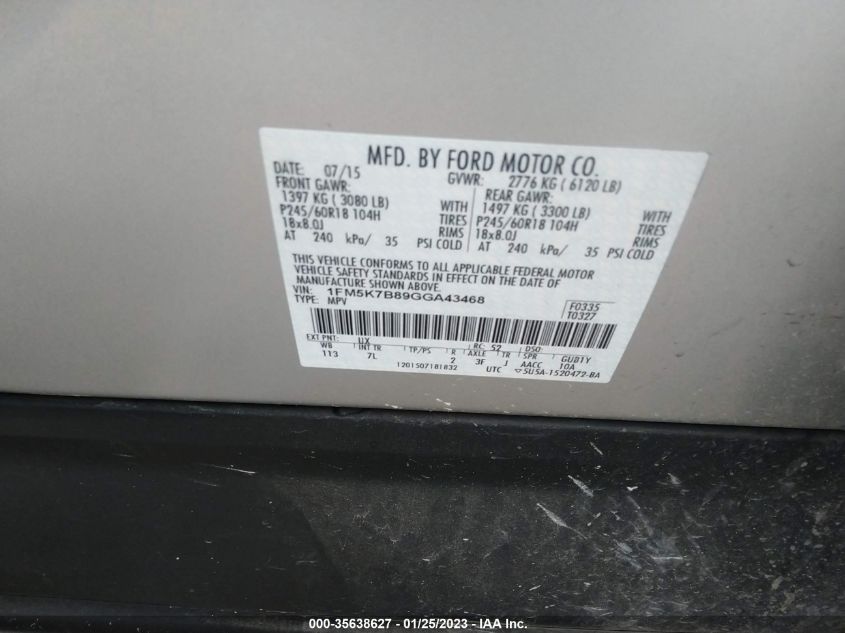 MFD. BY FORD MOTOR CO.
DATE: 07/15 GVWR: 2776 KG ( 6120 LB)
FRONT GAWR: REAR GAWR:
1397 KG ( 3080 LB) WITH 1497 KG ( 3300 LB) WITH
P245/60R18 104H TIRES P245/60R18 104H TIRES
18x8.0J RIMS 18x8.0J RIMS
AT 240 kPa/ 35 PSI COLD AT 240 kPa/ 35 PSI COLD
THIS VEHICLE CONFORMS TO ALL APPLICABLE FEDERAL MOTOR
VEHICLE SAFETY STANDARDS IN EFFECT ON THE DATE OF
MANUFACTURE SHOWN ABOVE.
VIN: 1FM5K7B89GGA43468
TYPE: MPV
F0335
T0327
EXT PNT: UX RC: 52 DSO:
WB INT TR TP/PS R AXLE TR SPR GUD1Y
113 7L 2 3F J AACC 10A
1201507181832 UTC 5U5A-1520472-BA
000-35638627 - 01/25/2023 - IAA Inc.